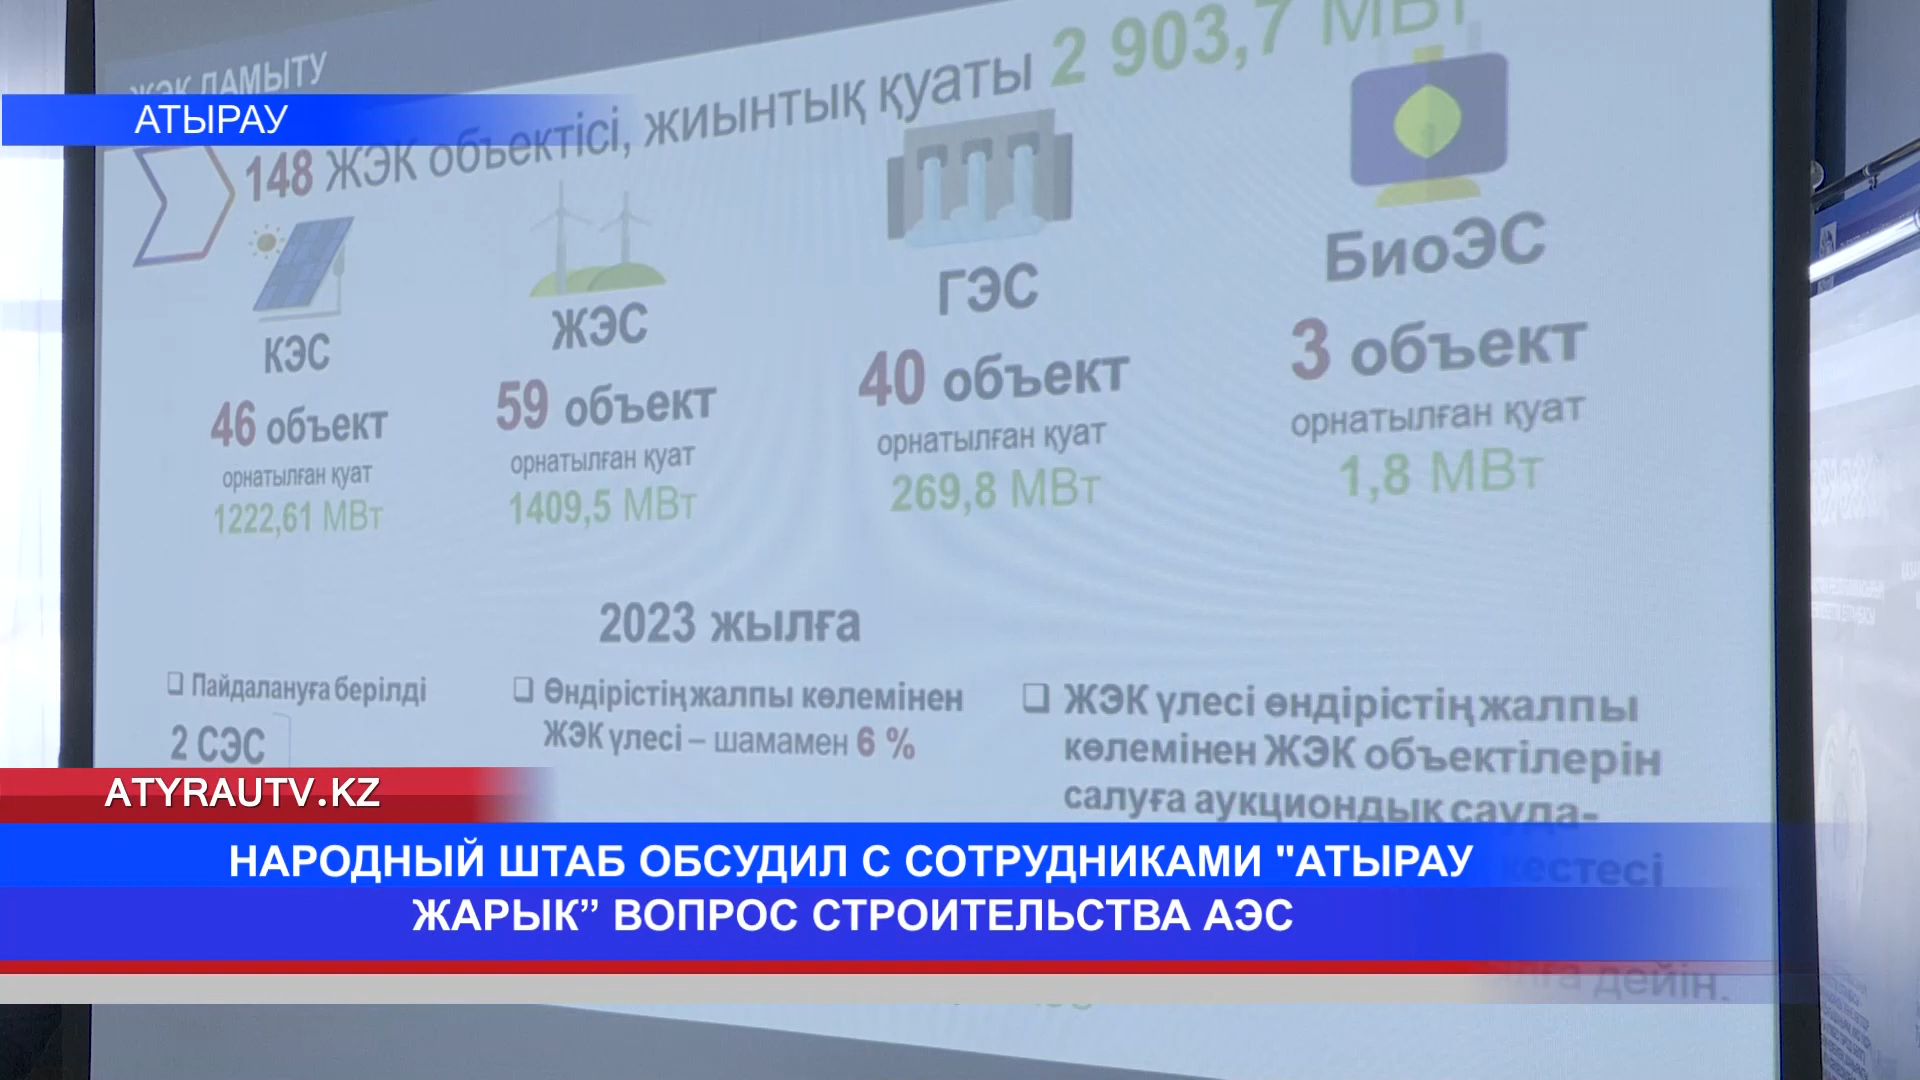 ЖЭК ДАМЫТУ
АТЫРАУ
148 ЖЭК объектісі, жиынтық қуаты 2 903,7 МВт
КЭС
46 объект
орнатылған қуат
1222,61 МВт
ЖЭС
59 объект
орнатылған қуат
1409,5 МВт
ГЭС
40 объект
орнатылған қуат
269,8 МВт
БиоЭС
3 объект
орнатылған қуат
1,8 МВт
2023 жылға
❑ Пайдалануға берілді
2 СЭС
❑ Өндірістің жалпы көлемінен
ЖЭК үлесі – шамамен 6 %
❑ ЖЭК үлесі өндірістің жалпы
көлемінен ЖЭК объектілерін
салуға аукциондық сауда-
кестесі
дейін.
ATYRAUTV.KZ
НАРОДНЫЙ ШТАБ ОБСУДИЛ С СОТРУДНИКАМИ "АТЫРАУ
ЖАРЫК” ВОПРОС СТРОИТЕЛЬСТВА АЭС